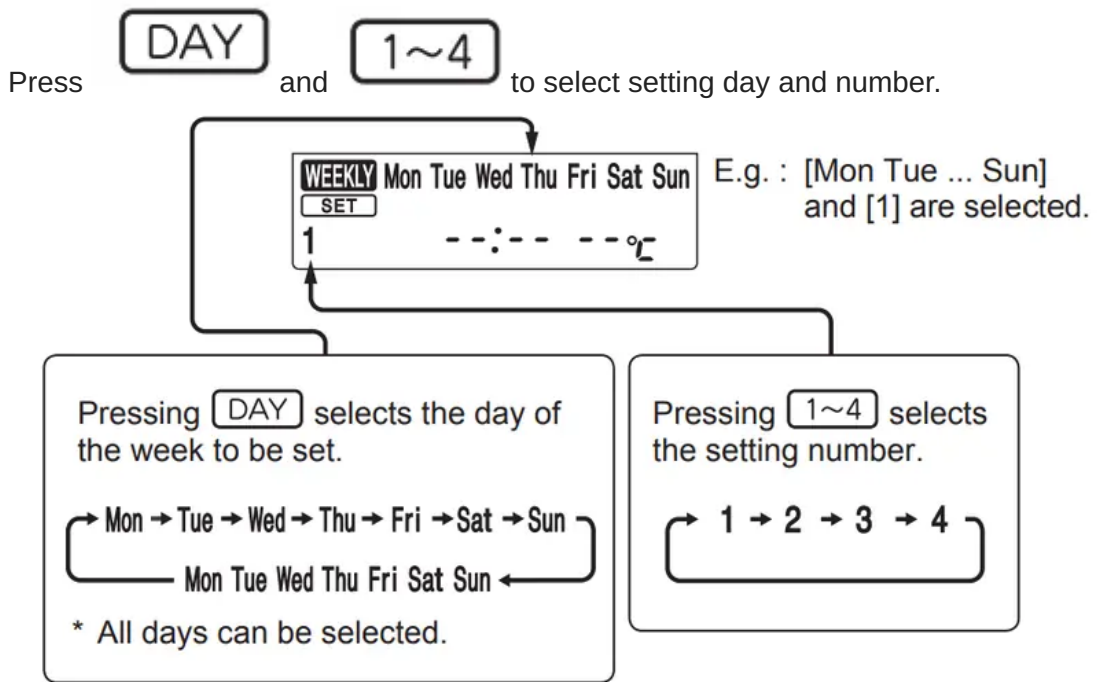 Press DAY and 1~4 to select setting day and number.
WEEKLY Mon Tue Wed Thu Fri Sat Sun
SET
1 --:-- --°C
E.g. : [Mon Tue ... Sun]
and [1] are selected.
Pressing DAY selects the day of
the week to be set.
Mon → Tue → Wed → Thu → Fri → Sat → Sun
Mon Tue Wed Thu Fri Sat Sun
* All days can be selected.
Pressing 1~4 selects
the setting number.
1 → 2 → 3 → 4